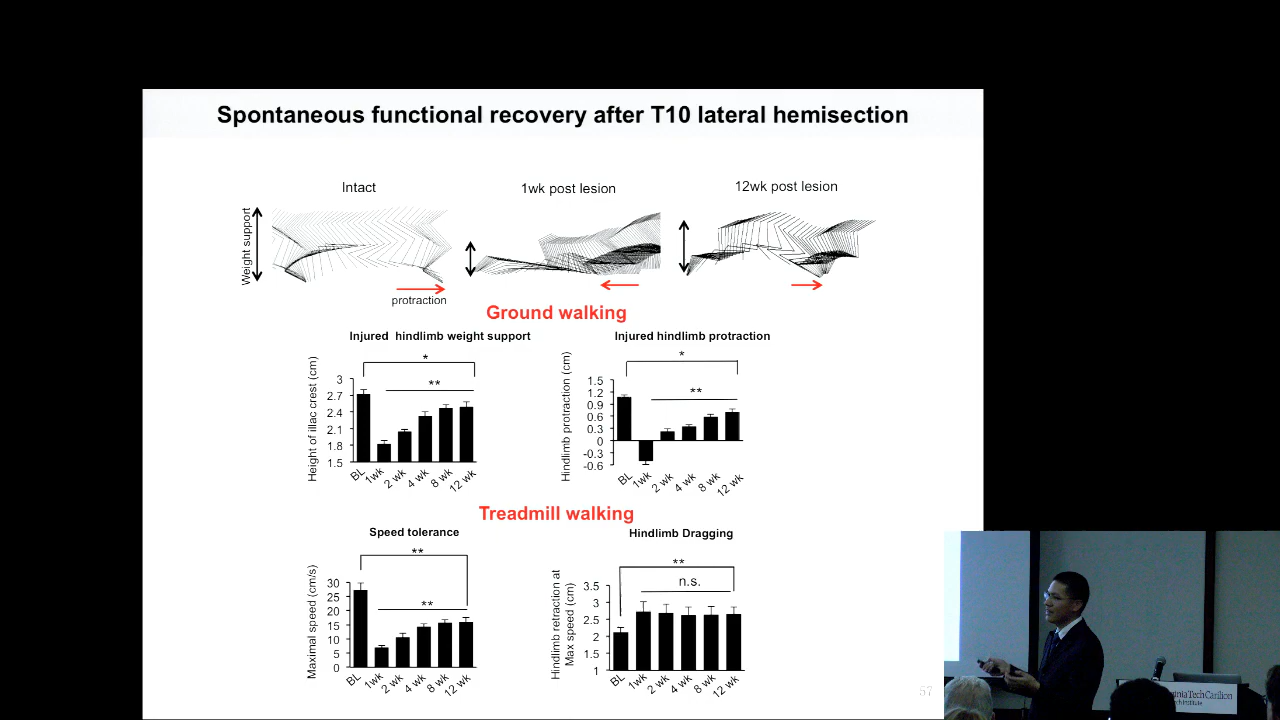 Spontaneous functional recovery after T10 lateral hemisection
Intact
1wk post lesion
12wk post lesion
Weight support
protraction
Ground walking
Injured hindlimb weight support
Injured hindlimb protraction
Height of illac crest (cm)
*
**
3
2.7
2.4
2.1
1.8
1.5
BL
1wk
2 wk
4 wk
8 wk
12 wk
Hindlimb protraction (cm)
*
**
1.5
1.2
0.9
0.6
0.3
0
-0.3
-0.6
BL
1wk
2 wk
4 wk
8 wk
12 wk
Treadmill walking
Speed tolerance
Hindlimb Dragging
Maximal speed (cm/s)
**
**
30
25
20
15
10
5
0
BL
1wk
2 wk
4 wk
8 wk
12 wk
Hindlimb retraction at
Max speed (cm)
**
n.s.
3.5
3
2.5
2
1.5
1
BL
1wk
2 wk
4 wk
8 wk
12 wk
57
iniaTechCarilion
ch Institute